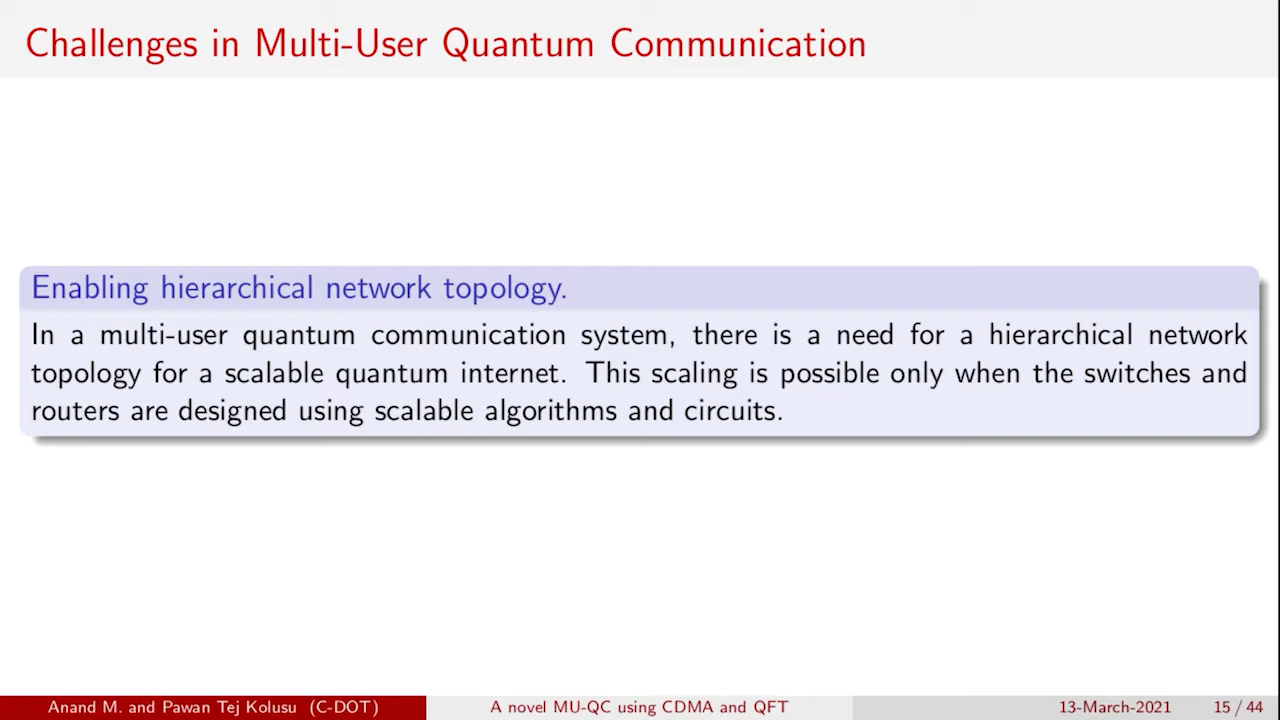 Challenges in Multi-User Quantum Communication
Enabling hierarchical network topology.
In a multi-user quantum communication system, there is a need for a hierarchical network
topology for a scalable quantum internet. This scaling is possible only when the switches and
routers are designed using scalable algorithms and circuits.
Anand M. and Pawan Tej Kolusu (C-DOT) A novel MU-QC using CDMA and QFT 13-March-2021 15 / 44